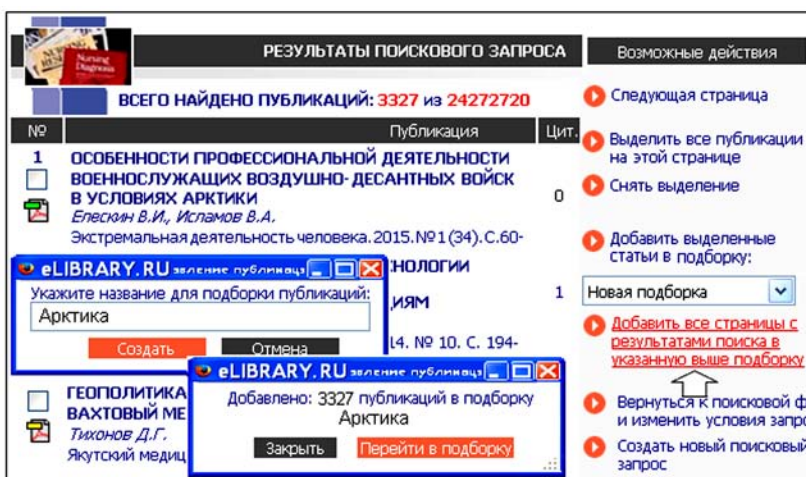 Nursing
Diagnosis
РЕЗУЛЬТАТЫ ПОИСКОВОГО ЗАПРОСА
ВСЕГО НАЙДЕНО ПУБЛИКАЦИЙ: 3327 из 24272720
№ Публикация Цит.
1 ОСОБЕННОСТИ ПРОФЕССИОНАЛЬНОЙ ДЕЯТЕЛЬНОСТИ
ВОЕННОСЛУЖАЩИХ ВОЗДУШНО-ДЕСАНТНЫХ ВОЙСК
В УСЛОВИЯХ АРКТИКИ 0
Елескин В.И., Исламов В.А.
Экстремальная деятельность человека. 2015. №1 (34). С. 60-
ХНОЛОГИИ
ИЯМ 1
14. № 10. С. 194-
eLIBRARY.RU
Укажите название для подборки публикаций:
Арктика
Создать Отмена
eLIBRARY.RU
Добавлено: 3327 публикаций в подборку
Арктика
Закрыть Перейти в подборку
ГЕОПОЛИТИКА
ВАХТОВЫЙ МЕ
Тихонов Д.Г.
Якутский медиц
Возможные действия
Следующая страница
Выделить все публикации
на этой странице
Снять выделение
Добавить выделенные
статьи в подборку:
Новая подборка
Добавить все страницы с
результатами поиска в
указанную выше подборку
Вернуться к поисковой ф
и изменить условия запро
Создать новый поисковый
запрос